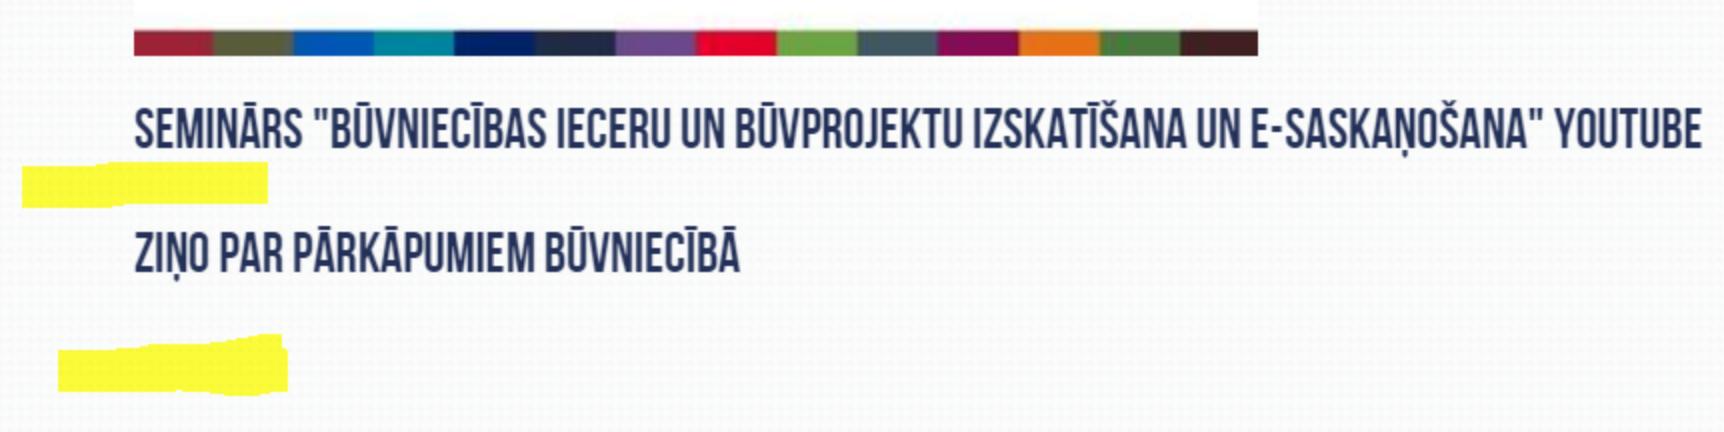 SEMINĀRS "BŪVNIECĪBAS IECERU UN BŪVPROJEKTU IZSKATĪŠANA UN E-SASKAŅOŠANA" YOUTUBE
ZIŅO PAR PĀRKĀPUMIEM BŪVNIECĪBĀ